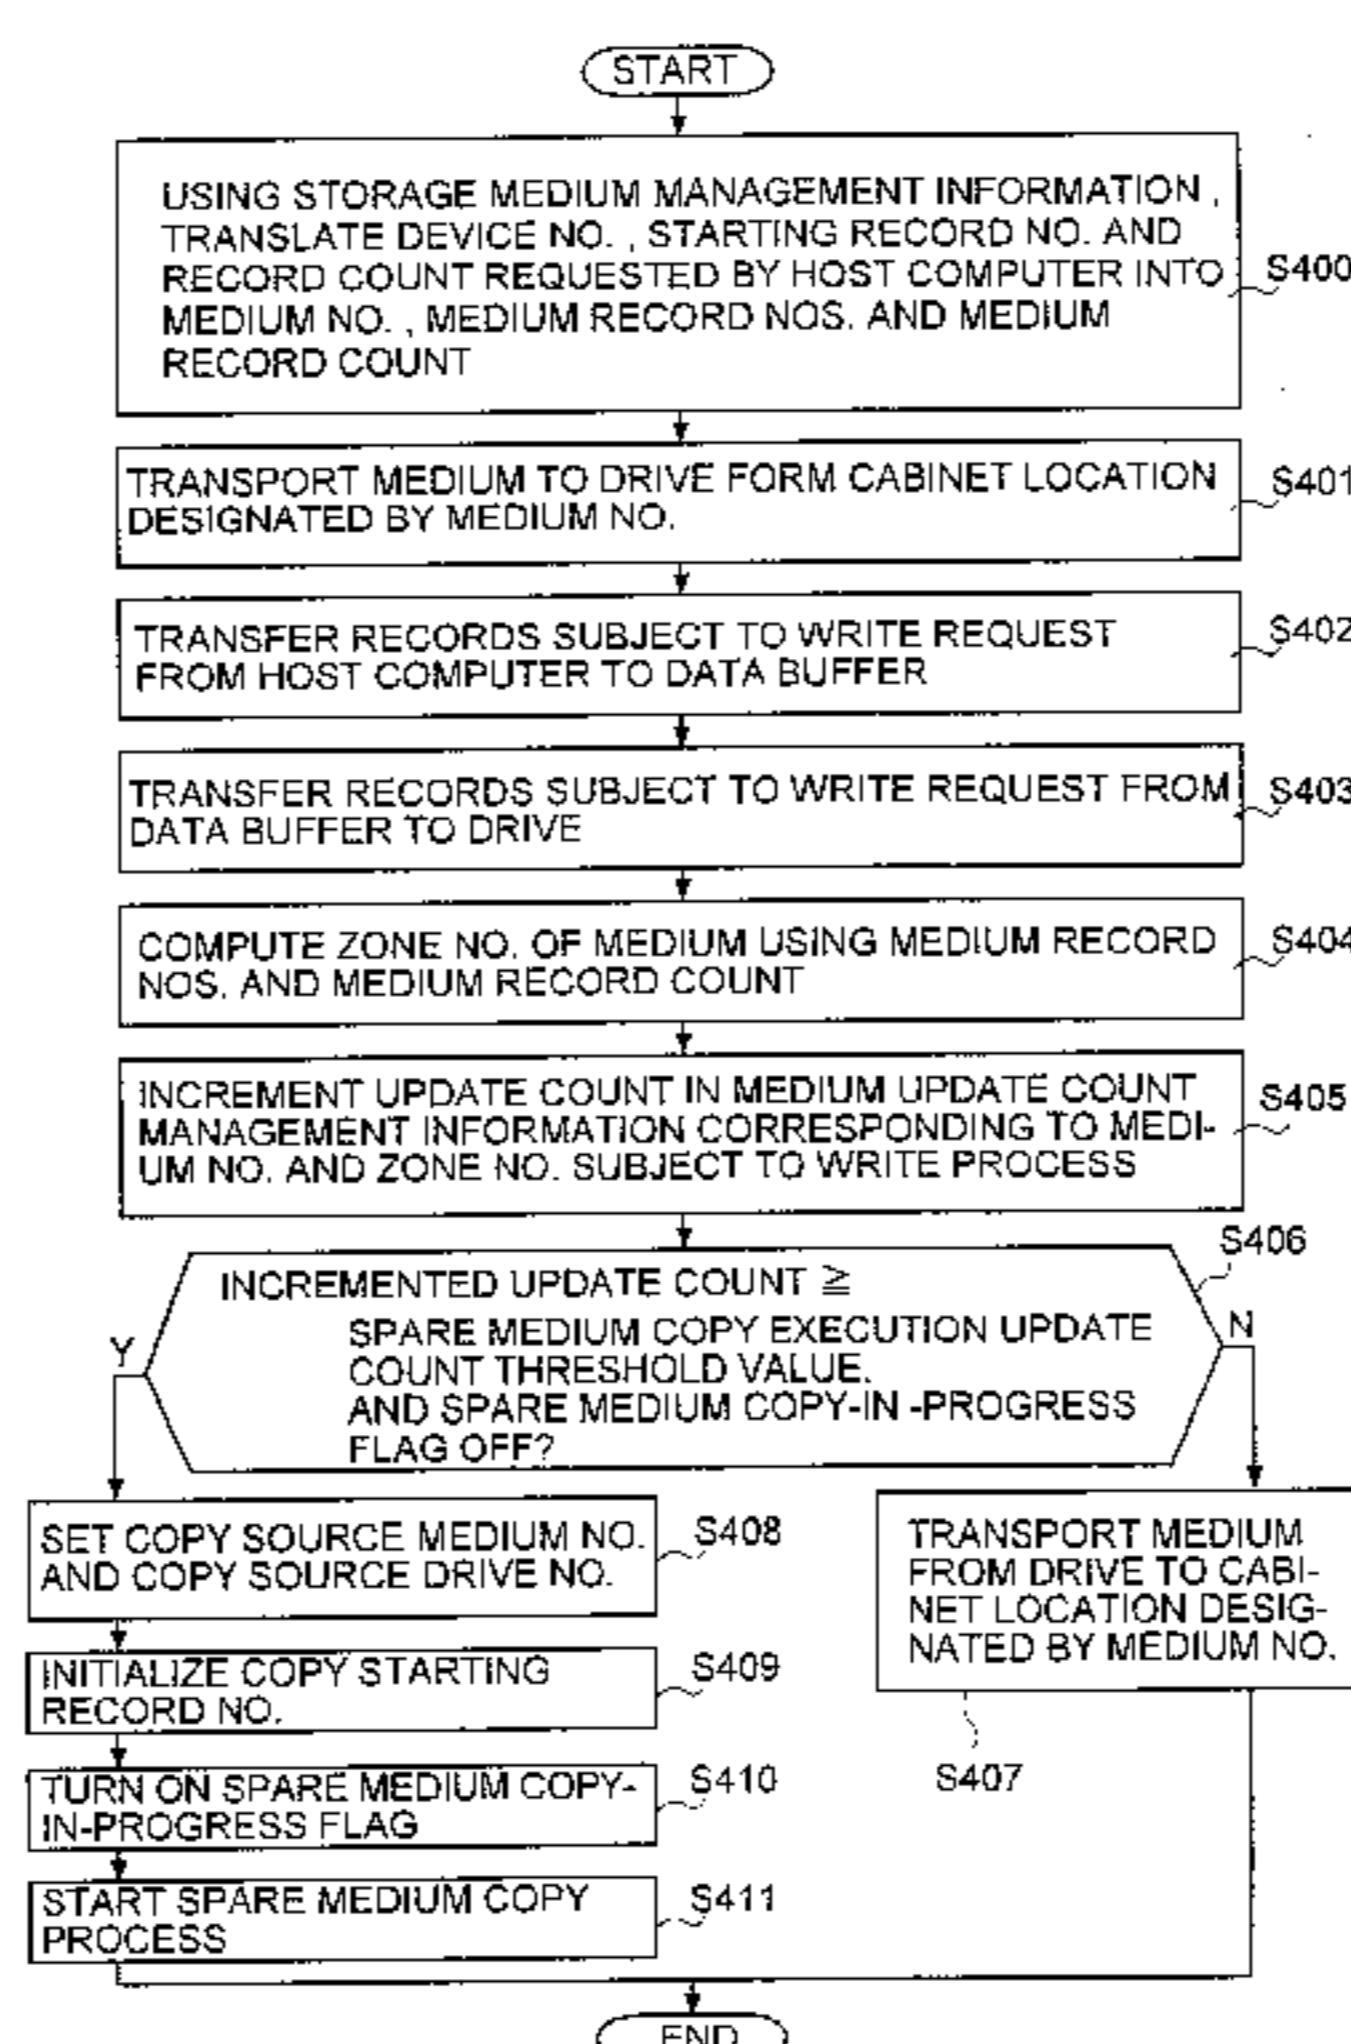 START
USING STORAGE MEDIUM MANAGEMENT INFORMATION ,
TRANSLATE DEVICE NO. , STARTING RECORD NO. AND
RECORD COUNT REQUESTED BY HOST COMPUTER INTO
MEDIUM NO. , MEDIUM RECORD NOS. AND MEDIUM
RECORD COUNT
S400
TRANSPORT MEDIUM TO DRIVE FORM CABINET LOCATION
DESIGNATED BY MEDIUM NO.
S401
TRANSFER RECORDS SUBJECT TO WRITE REQUEST
FROM HOST COMPUTER TO DATA BUFFER
S402
TRANSFER RECORDS SUBJECT TO WRITE REQUEST FROM
DATA BUFFER TO DRIVE
S403
COMPUTE ZONE NO. OF MEDIUM USING MEDIUM RECORD
NOS. AND MEDIUM RECORD COUNT
S404
INCREMENT UPDATE COUNT IN MEDIUM UPDATE COUNT
MANAGEMENT INFORMATION CORRESPONDING TO MEDI-
UM NO. AND ZONE NO. SUBJECT TO WRITE PROCESS
S405
S406
INCREMENTED UPDATE COUNT ≧
SPARE MEDIUM COPY EXECUTION UPDATE
COUNT THRESHOLD VALUE.
AND SPARE MEDIUM COPY-IN -PROGRESS
FLAG OFF?
Y
N
SET COPY SOURCE MEDIUM NO.
AND COPY SOURCE DRIVE NO.
S408
INITIALIZE COPY STARTING
RECORD NO.
S409
TURN ON SPARE MEDIUM COPY-
IN-PROGRESS FLAG
S410
START SPARE MEDIUM COPY
PROCESS
S411
TRANSPORT MEDIUM
FROM DRIVE TO CABI-
NET LOCATION DESIG-
NATED BY MEDIUM NO.
S407
END